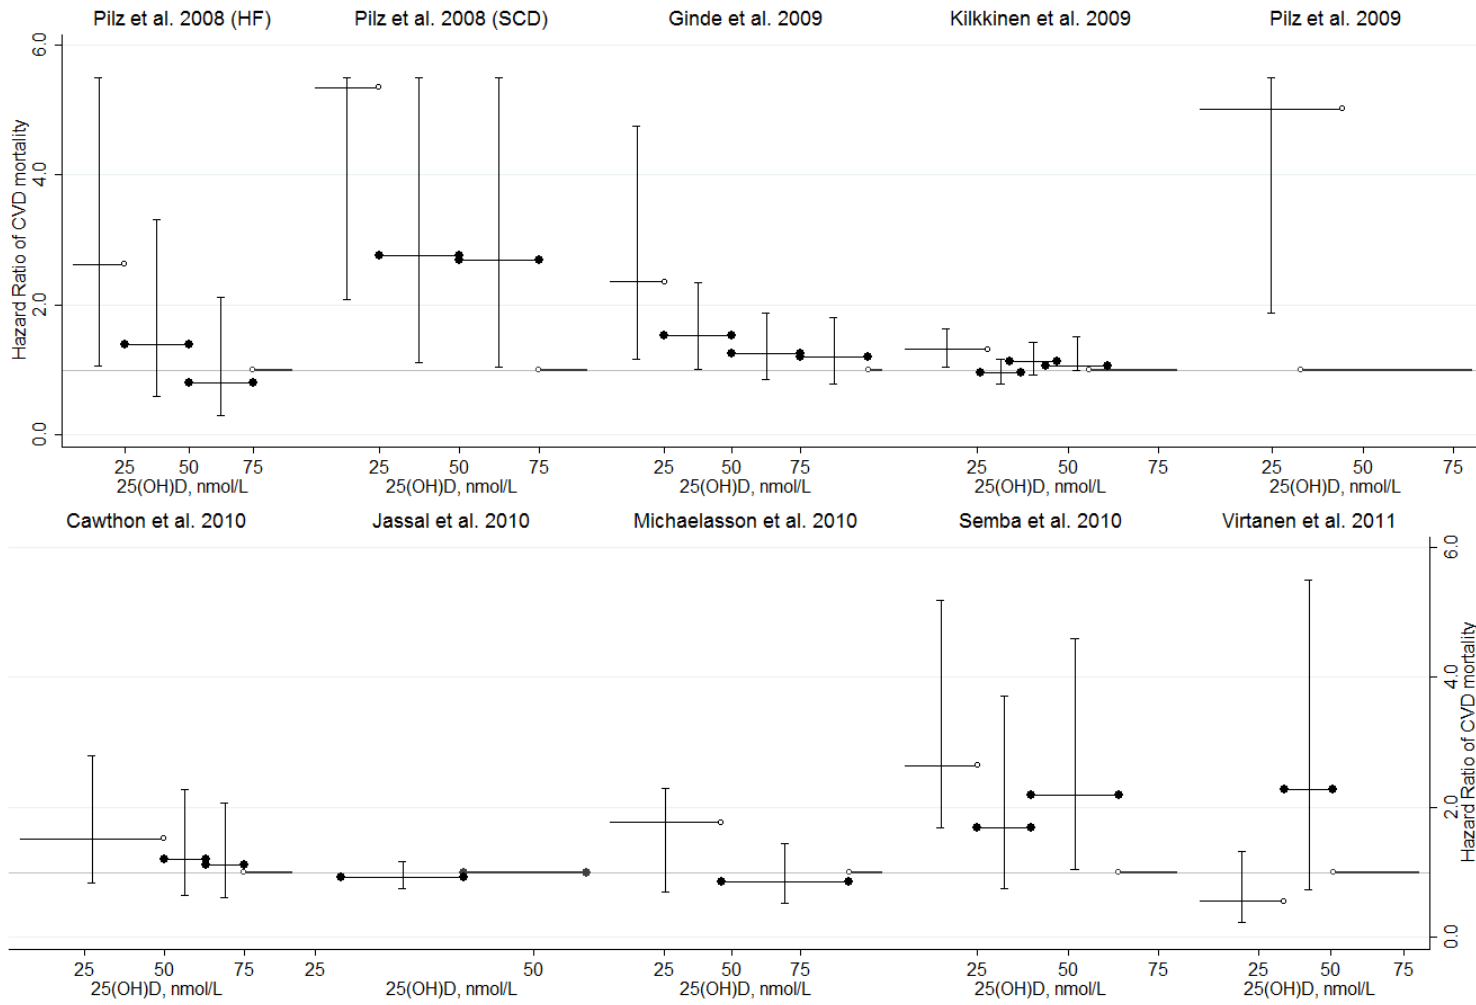 Pilz et al. 2008 (HF) Pilz et al. 2008 (SCD) Ginde et al. 2009 Kilkkinen et al. 2009 Pilz et al. 2009
Hazard Ratio of CVD mortality
6.0
4.0
2.0
0.0
25 50 75 25 50 75 25 50 75 25 50 75 25 50 75
25(OH)D, nmol/L 25(OH)D, nmol/L 25(OH)D, nmol/L 25(OH)D, nmol/L 25(OH)D, nmol/L
Cawthon et al. 2010 Jassal et al. 2010 Michaelasson et al. 2010 Semba et al. 2010 Virtanen et al. 2011
6.0
4.0
2.0
0.0
Hazard Ratio of CVD mortality
25 50 75 25 50 25 50 75 25 50 75 25 50 75
25(OH)D, nmol/L 25(OH)D, nmol/L 25(OH)D, nmol/L 25(OH)D, nmol/L 25(OH)D, nmol/L